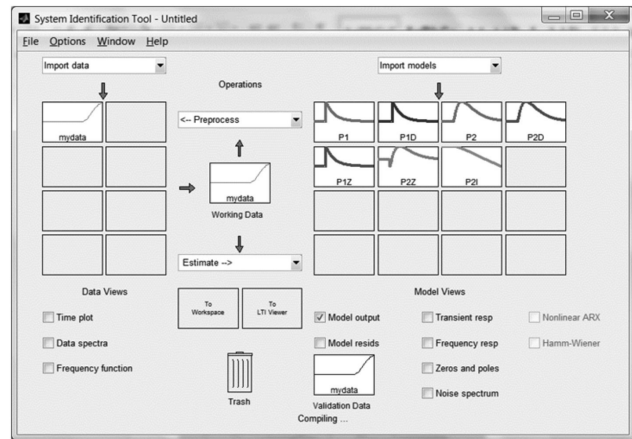 System Identification Tool - Untitled
File Options Window Help
Import data
Import models
Operations
<-- Preprocess
mydata
P1 P1D P2 P2D
P1Z P2Z P2I
mydata
Working Data
Estimate -->
Data Views
Model Views
To Workspace
To LTI Viewer
Time plot
Data spectra
Frequency function
Model output
Transient resp
Nonlinear ARX
Model resids
Frequency resp
Hamm-Wiener
Zeros and poles
Noise spectrum
Trash
mydata
Validation Data
Compiling ...